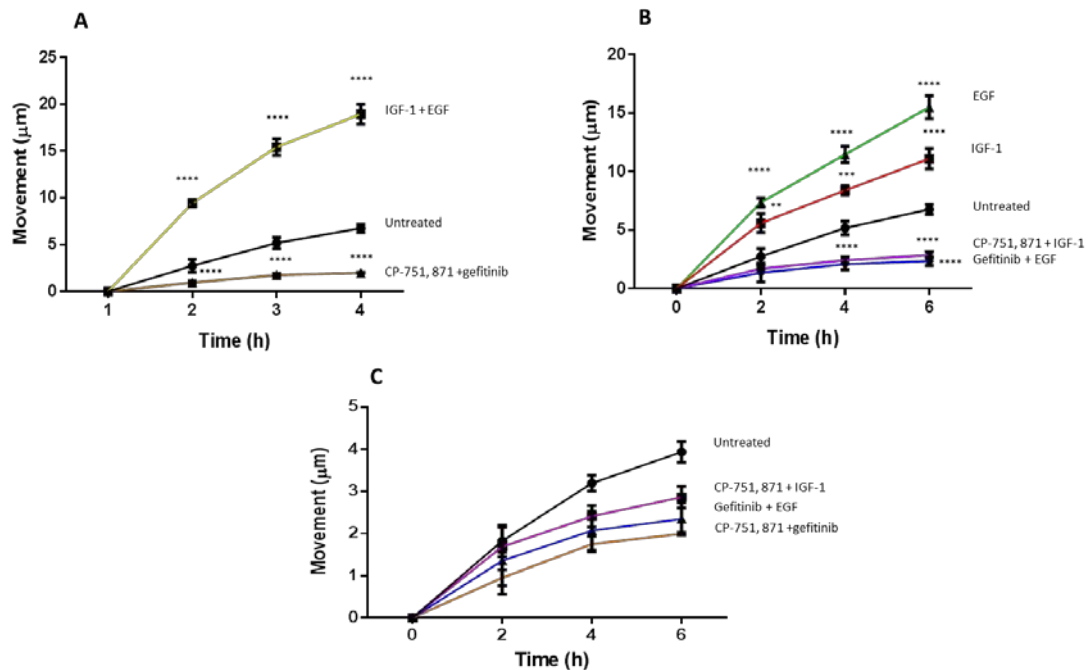 A
Movement (µm)
25
20
15
10
5
0
1
2
3
4
Time (h)
****
****
****
IGF-1 + EGF
Untreated
****
****
****
CP-751, 871 +gefitinib
B
Movement (µm)
20
15
10
5
0
0
2
4
6
Time (h)
****
****
****
EGF
**
***
****
IGF-1
Untreated
****
****
****
CP-751, 871 + IGF-1
Gefitinib + EGF
C
Movement (µm)
5
4
3
2
1
0
0
2
4
6
Time (h)
Untreated
CP-751, 871 + IGF-1
Gefitinib + EGF
CP-751, 871 +gefitinib